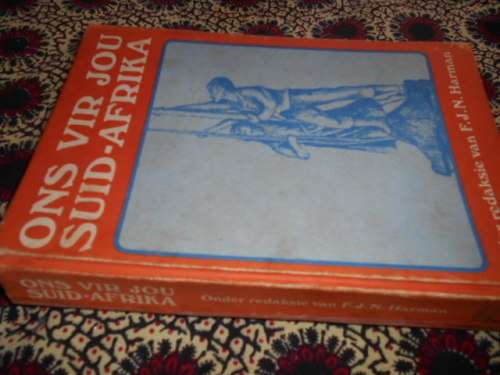 ONS VIR JOU
SUID-AFRIKA
redaksie van F.J.N. Harman
ONS VIR JOU
SUID-AFRIKA
Onder redaksie van F.J.N. Harman